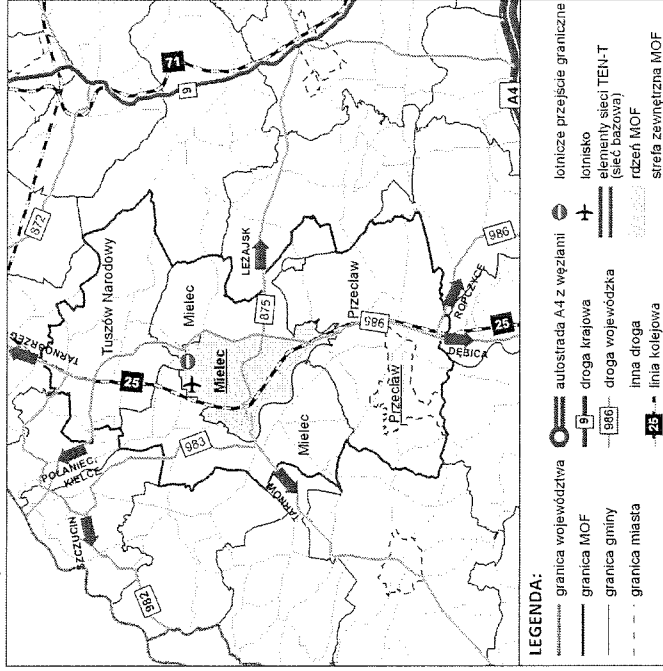 71
9
A4
872
TARNOBRZEG
Tuszów Narodowy
25
Mielec
LEŻAJSK
875
Mielec
983
POŁANIEC,
KIELCE
SZCZUCIN
982
TARNÓW
Mielec
Przecław
985
Przecław
986
ROPCZYCE
DĘBICA
25
LEGENDA:
granica województwa
granica MOF
granica gminy
granica miasta
autostrada A4 z węzłami
9 droga krajowa
986 droga wojewódzka
inna droga
26 linia kolejowa
lotnicze przejście graniczne
lotnisko
elementy sieci TEN-T
(sieć bazowa)
rdzeń MOF
strefa zewnętrzna MOF